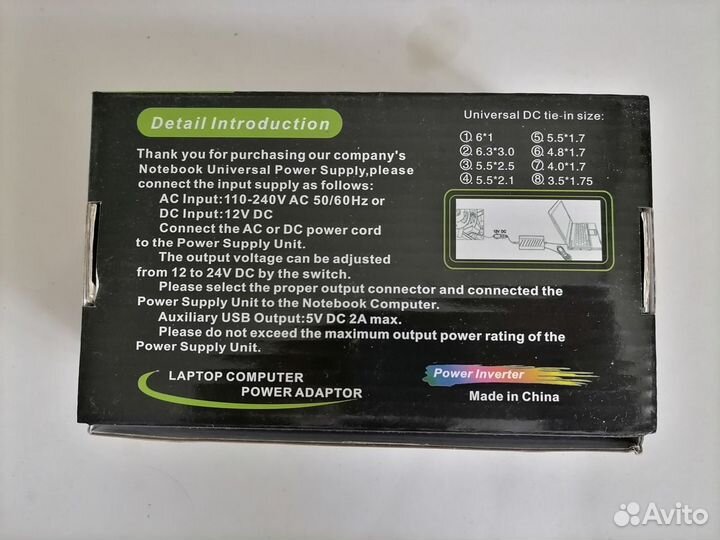 Detail Introduction
Thank you for purchasing our company's
Notebook Universal Power Supply,please
connect the input supply as follows:
AC Input:110-240V AC 50/60Hz or
DC Input:12V DC
Connect the AC or DC power cord
to the Power Supply Unit.
The output voltage can be adjusted
from 12 to 24V DC by the switch.
Please select the proper output connector and connected the
Power Supply Unit to the Notebook Computer.
Auxiliary USB Output:5V DC 2A max.
Please do not exceed the maximum output power rating of the
Power Supply Unit.
Universal DC tie-in size:
① 6*1 ⑤ 5.5*1.7
② 6.3*3.0 ⑥ 4.8*1.7
③ 5.5*2.5 ⑦ 4.0*1.7
④ 5.5*2.1 ⑧ 3.5*1.75
12V DC
LAPTOP COMPUTER
POWER ADAPTOR
Power Inverter
Made in China
Avito